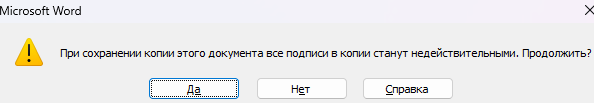 Microsoft Word
При сохранении копии этого документа все подписи в копии станут недействительными. Продолжить?
Да
Нет
Справка